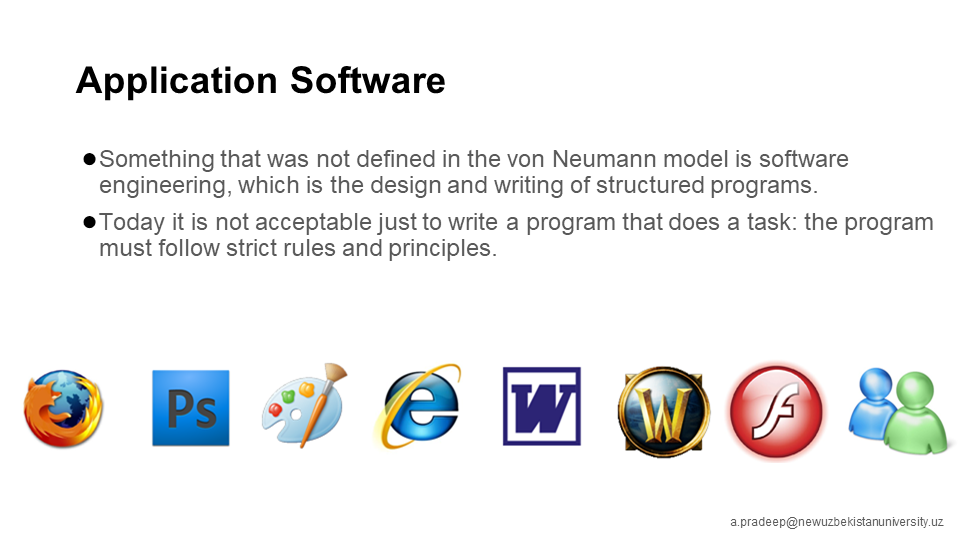 Application Software
●Something that was not defined in the von Neumann model is software
engineering, which is the design and writing of structured programs.
●Today it is not acceptable just to write a program that does a task: the program
must follow strict rules and principles.
Ps
e
W
W
f
a.pradeep@newuzbekistanuniversity.uz